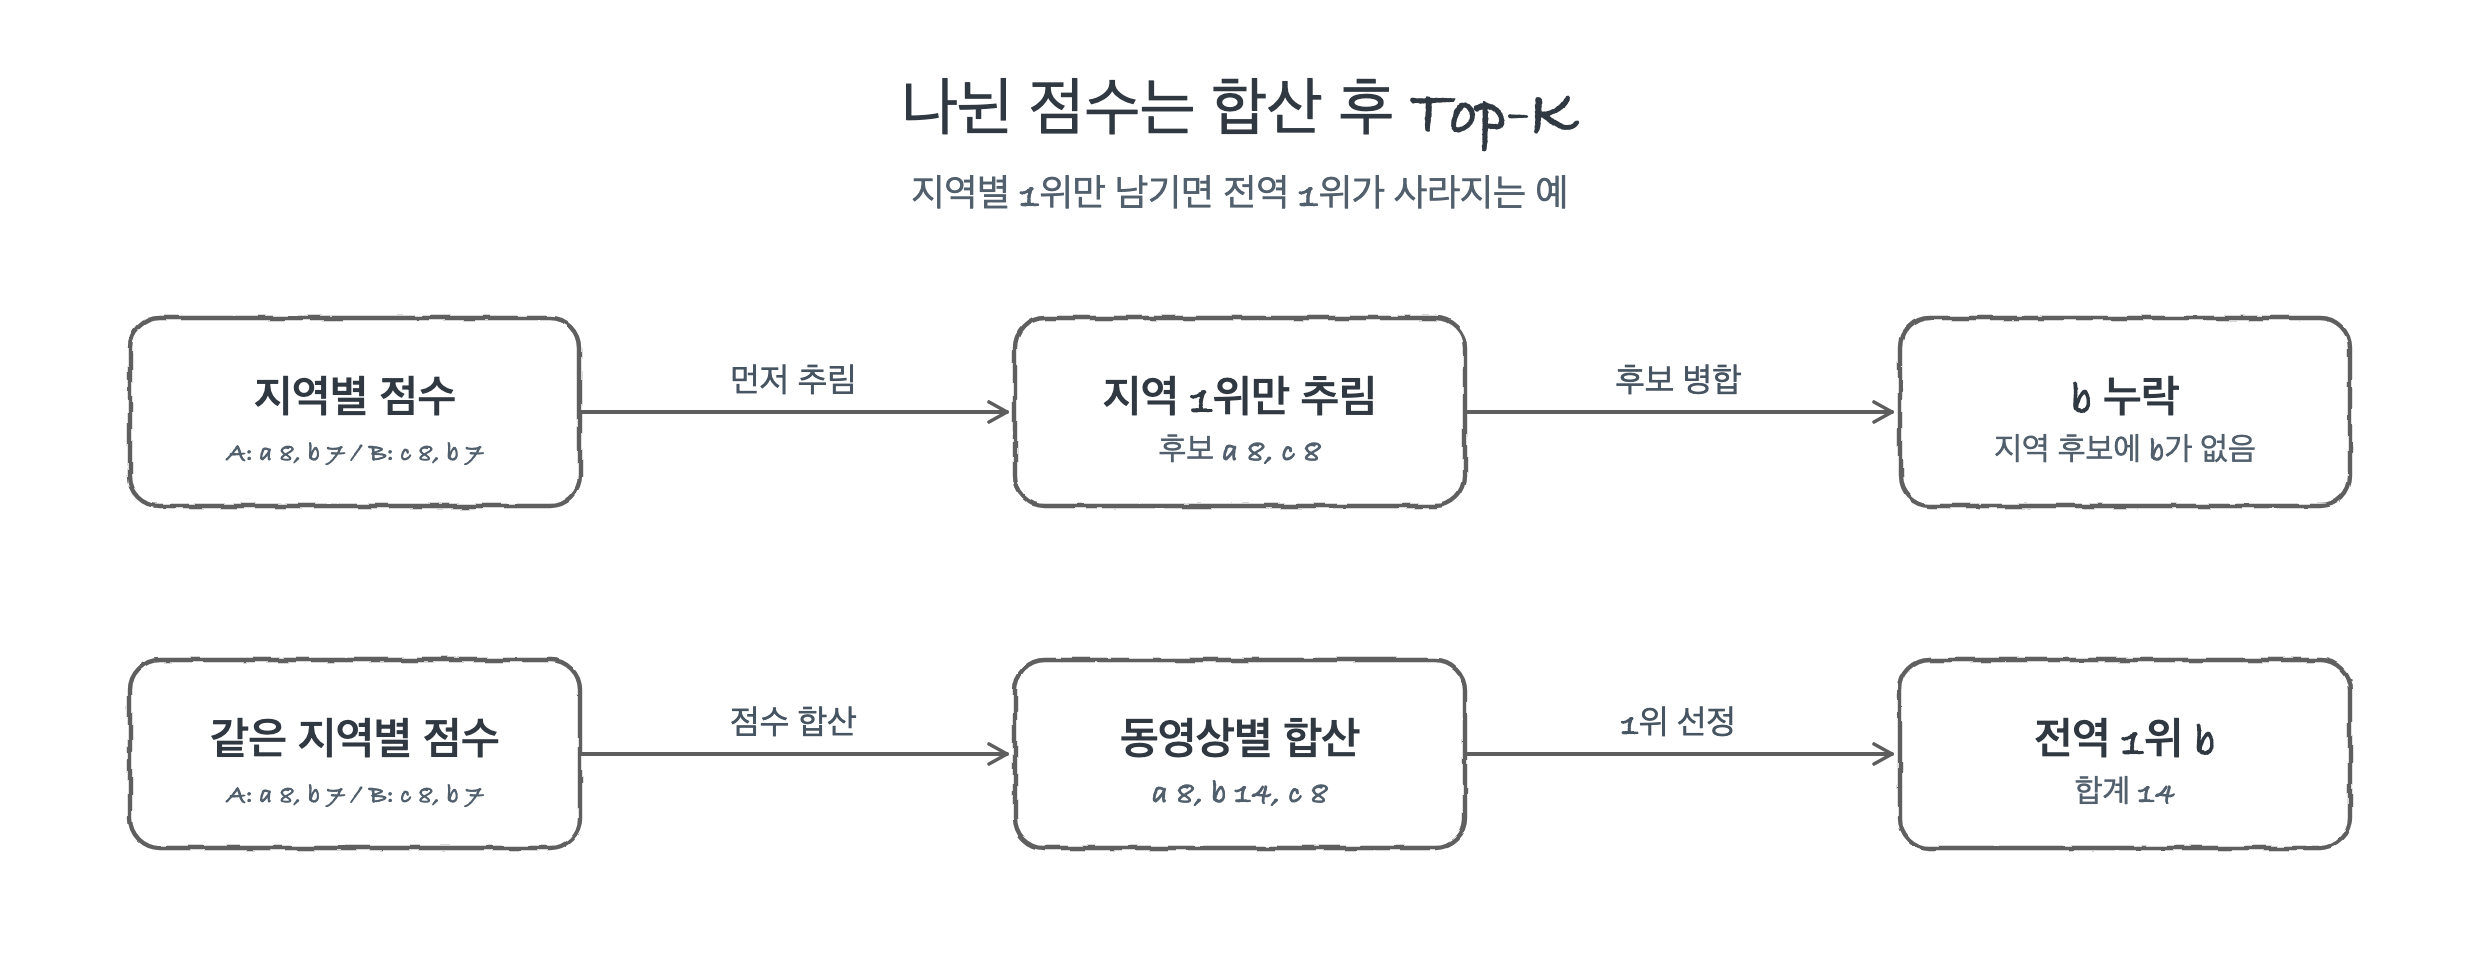 나뉜 점수는 합산 후 Top-K
지역별 1위만 남기면 전역 1위가 사라지는 예
지역별 점수
A: a 8, b 7 / B: c 8, b 7
먼저 추림
지역 1위만 추림
후보 a 8, c 8
후보 병합
b 누락
지역 후보에 b가 없음
같은 지역별 점수
A: a 8, b 7 / B: c 8, b 7
점수 합산
동영상별 합산
a 8, b 14, c 8
1위 선정
전역 1위 b
합계 14